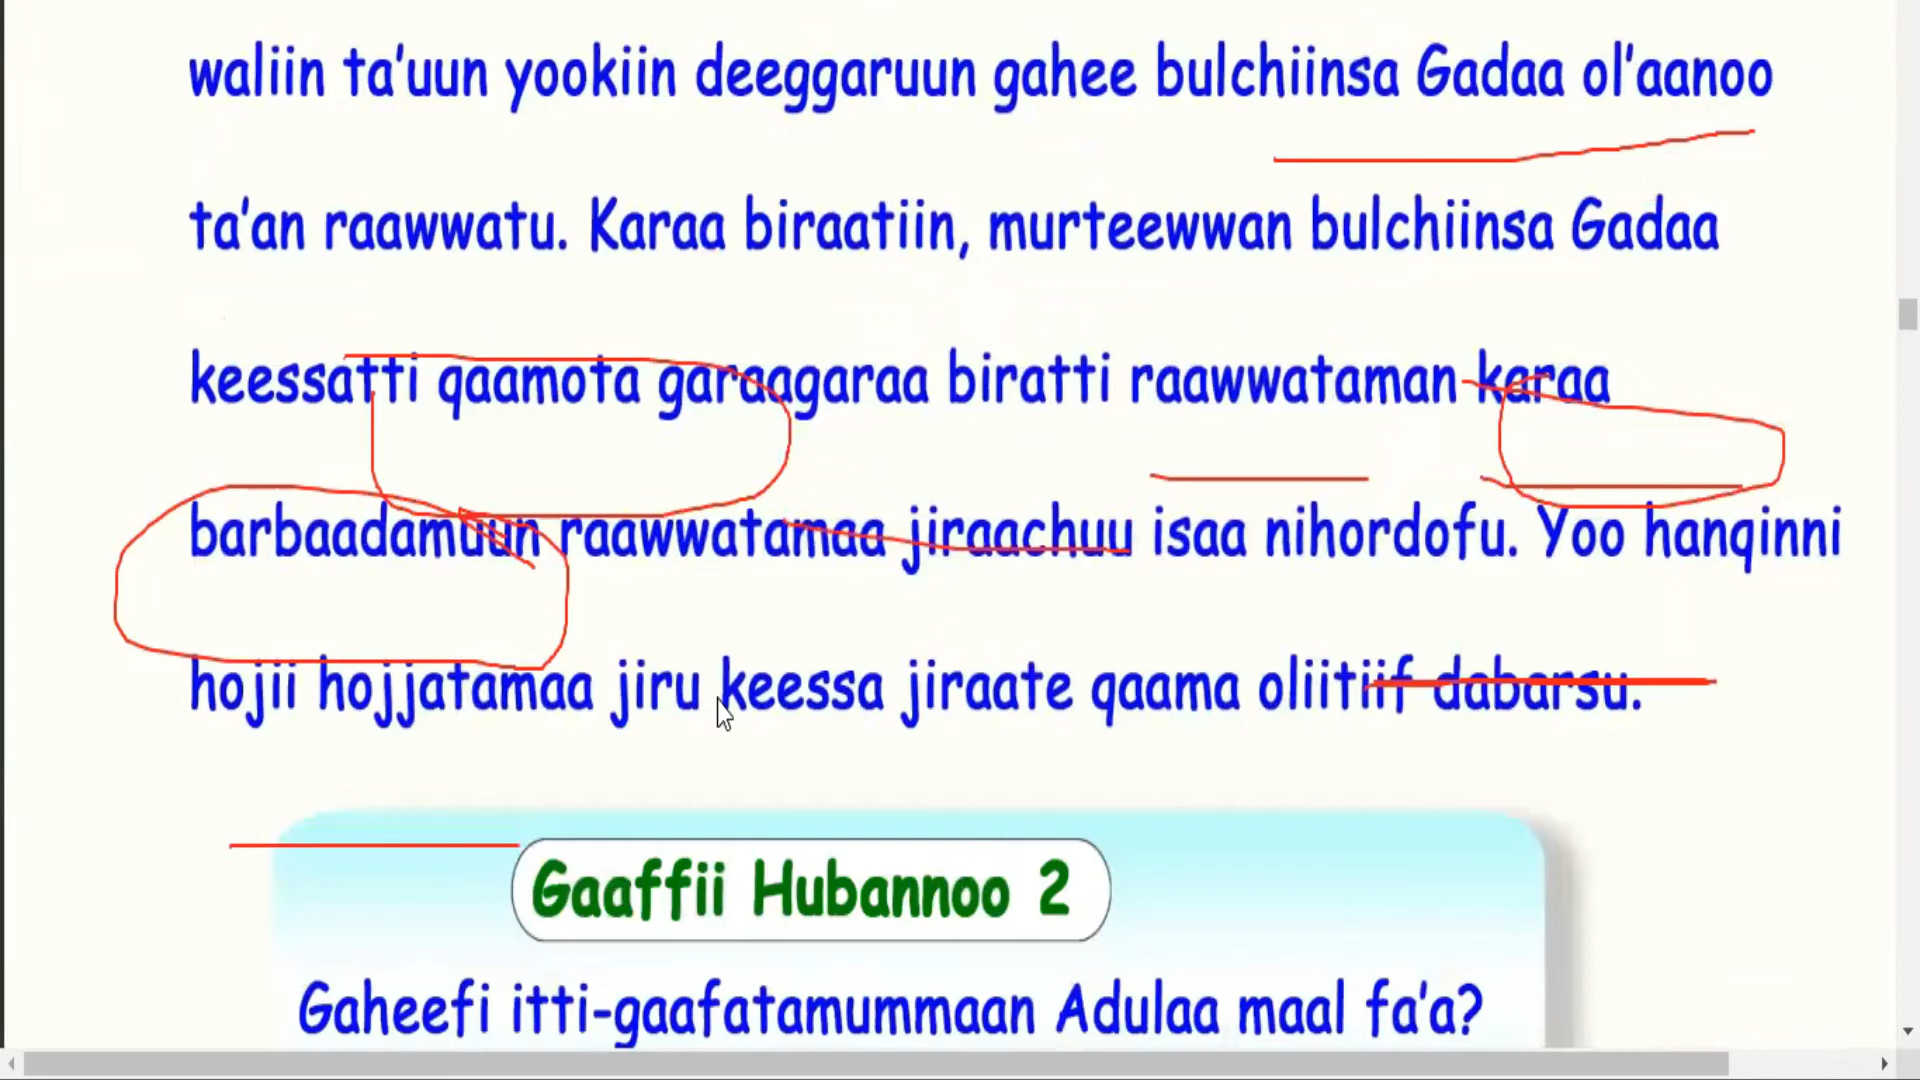 waliin ta'uun yookiin deeggaruun gahee bulchiinsa Gadaa ol'aanoo
ta'an raawwatu. Karaa biraatiin, murteewwan bulchiinsa Gadaa
keessatti qaamota garaagaraa biratti raawwataman karaa
barbaadamuun raawwatamaa jiraachuu isaa nihordofu. Yoo hanqinni
hojii hojjatamaa jiru keessa jiraate qaama oliitiif dabarsu.
Gaaffii Hubannoo 2
Gaheefi itti-gaafatamummaan Adulaa maal fa'a?